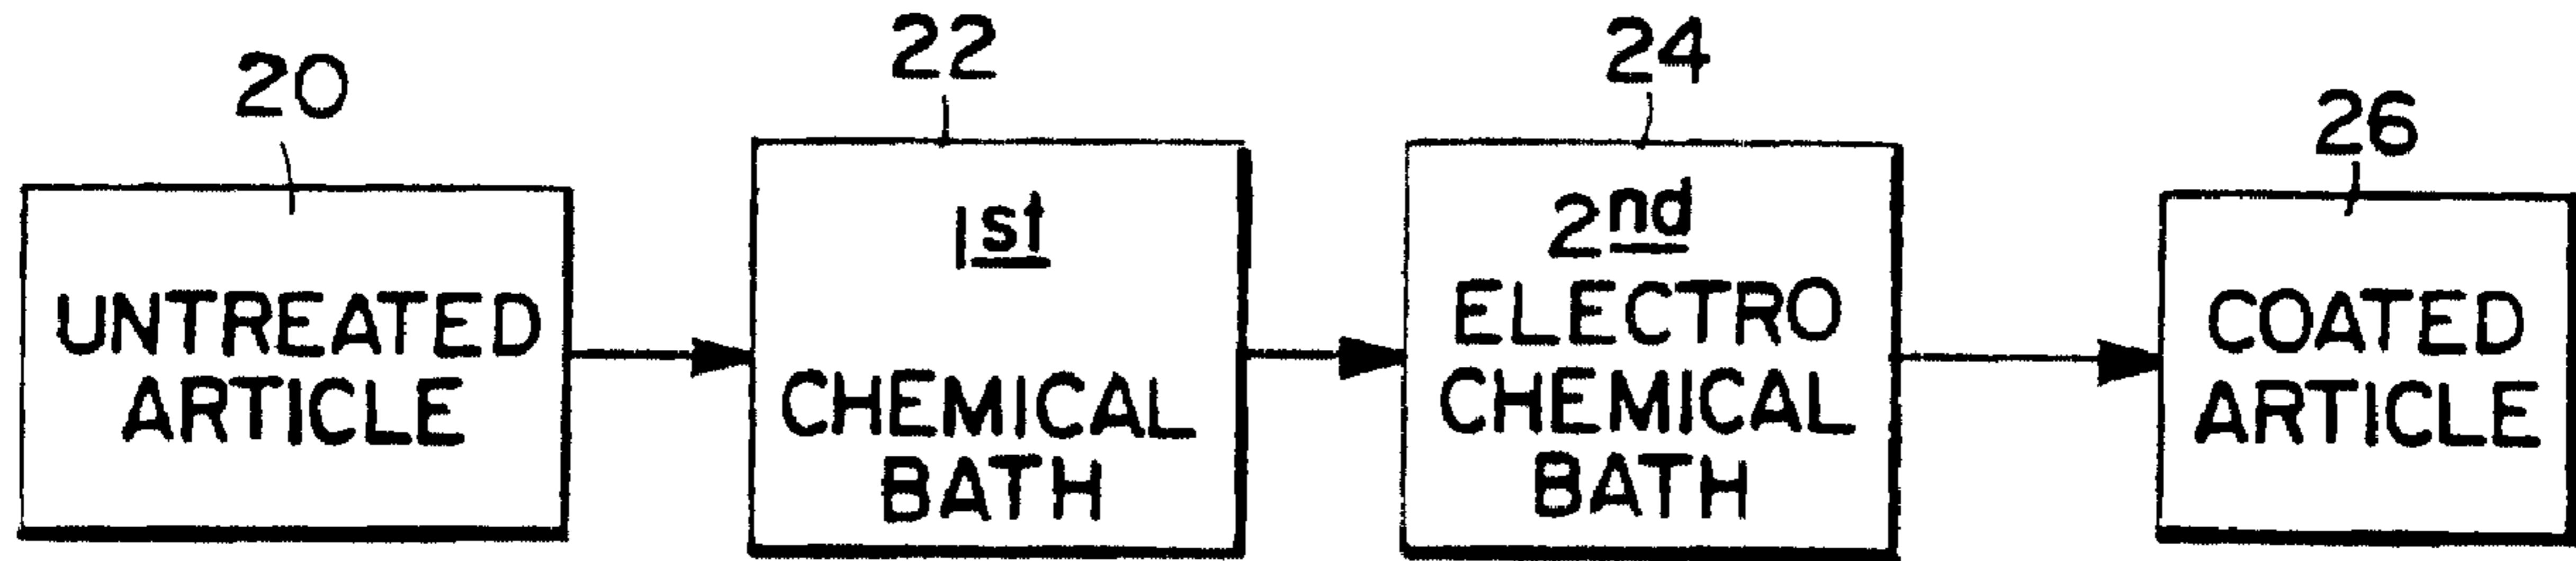 20
UNTREATED
ARTICLE
22
1st
CHEMICAL
BATH
24
2nd
ELECTRO
CHEMICAL
BATH
26
COATED
ARTICLE